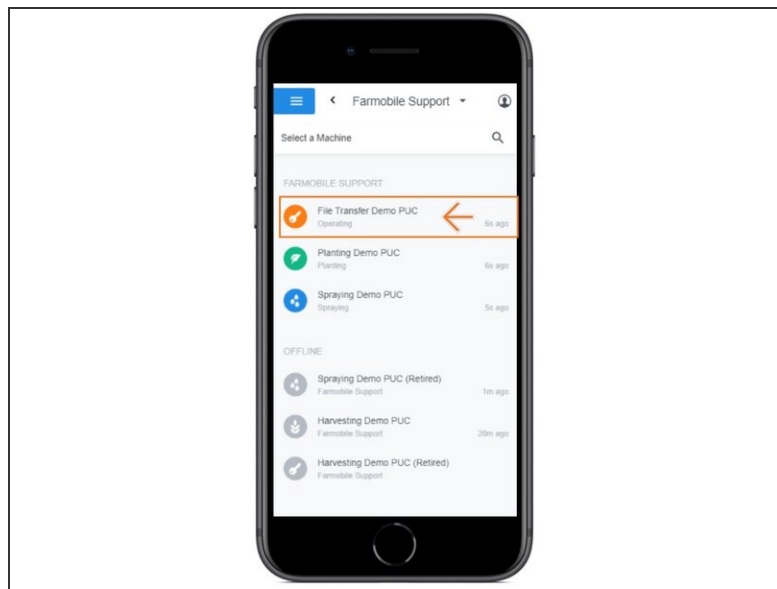 Farmobile Support
Select a Machine
FARMOBILE SUPPORT
File Transfer Demo PUC
Operating
6s ago
Planting Demo PUC
Planting
6s ago
Spraying Demo PUC
Spraying
5s ago
OFFLINE
Spraying Demo PUC (Retired)
Farmobile Support
1m ago
Harvesting Demo PUC
Farmobile Support
20m ago
Harvesting Demo PUC (Retired)
Farmobile Support